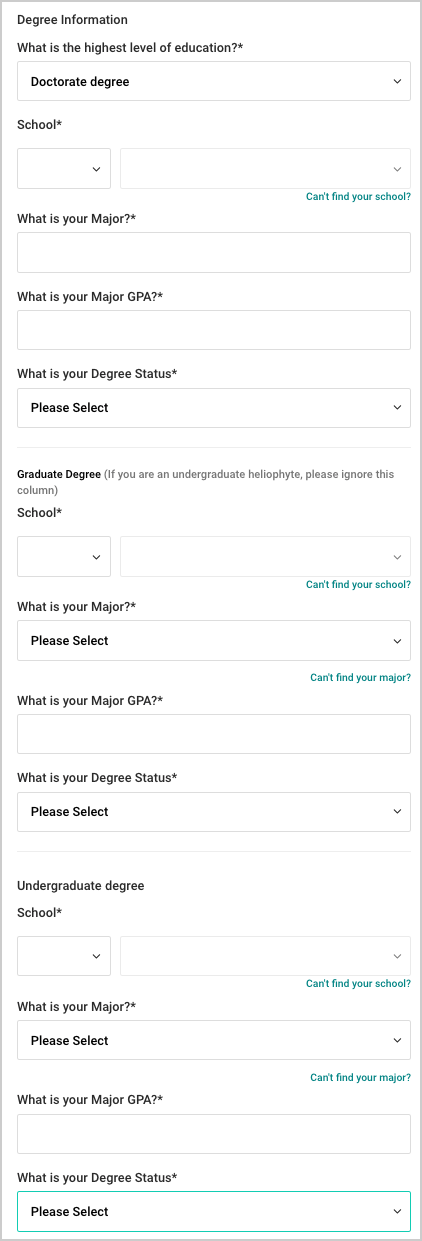 Degree Information
What is the highest level of education?*
Doctorate degree
School*
Can't find your school?
What is your Major?*
What is your Major GPA?*
What is your Degree Status*
Please Select
Graduate Degree (If you are an undergraduate heliophyte, please ignore this
column)
School*
Can't find your school?
What is your Major?*
Please Select
Can't find your major?
What is your Major GPA?*
What is your Degree Status*
Please Select
Undergraduate degree
School*
Can't find your school?
What is your Major?*
Please Select
Can't find your major?
What is your Major GPA?*
What is your Degree Status*
Please Select